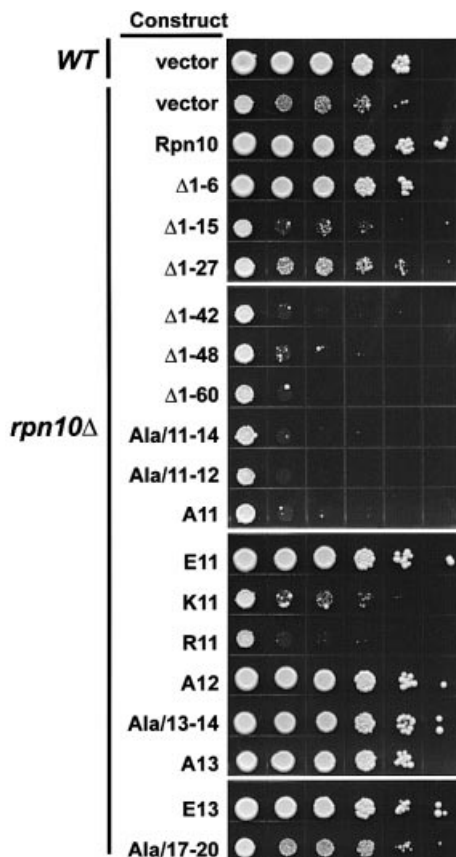 Construct
WT
vector
vector
Rpn10
Δ1-6
Δ1-15
Δ1-27
Δ1-42
Δ1-48
Δ1-60
rpn10Δ
Ala/11-14
Ala/11-12
A11
E11
K11
R11
A12
Ala/13-14
A13
E13
Ala/17-20